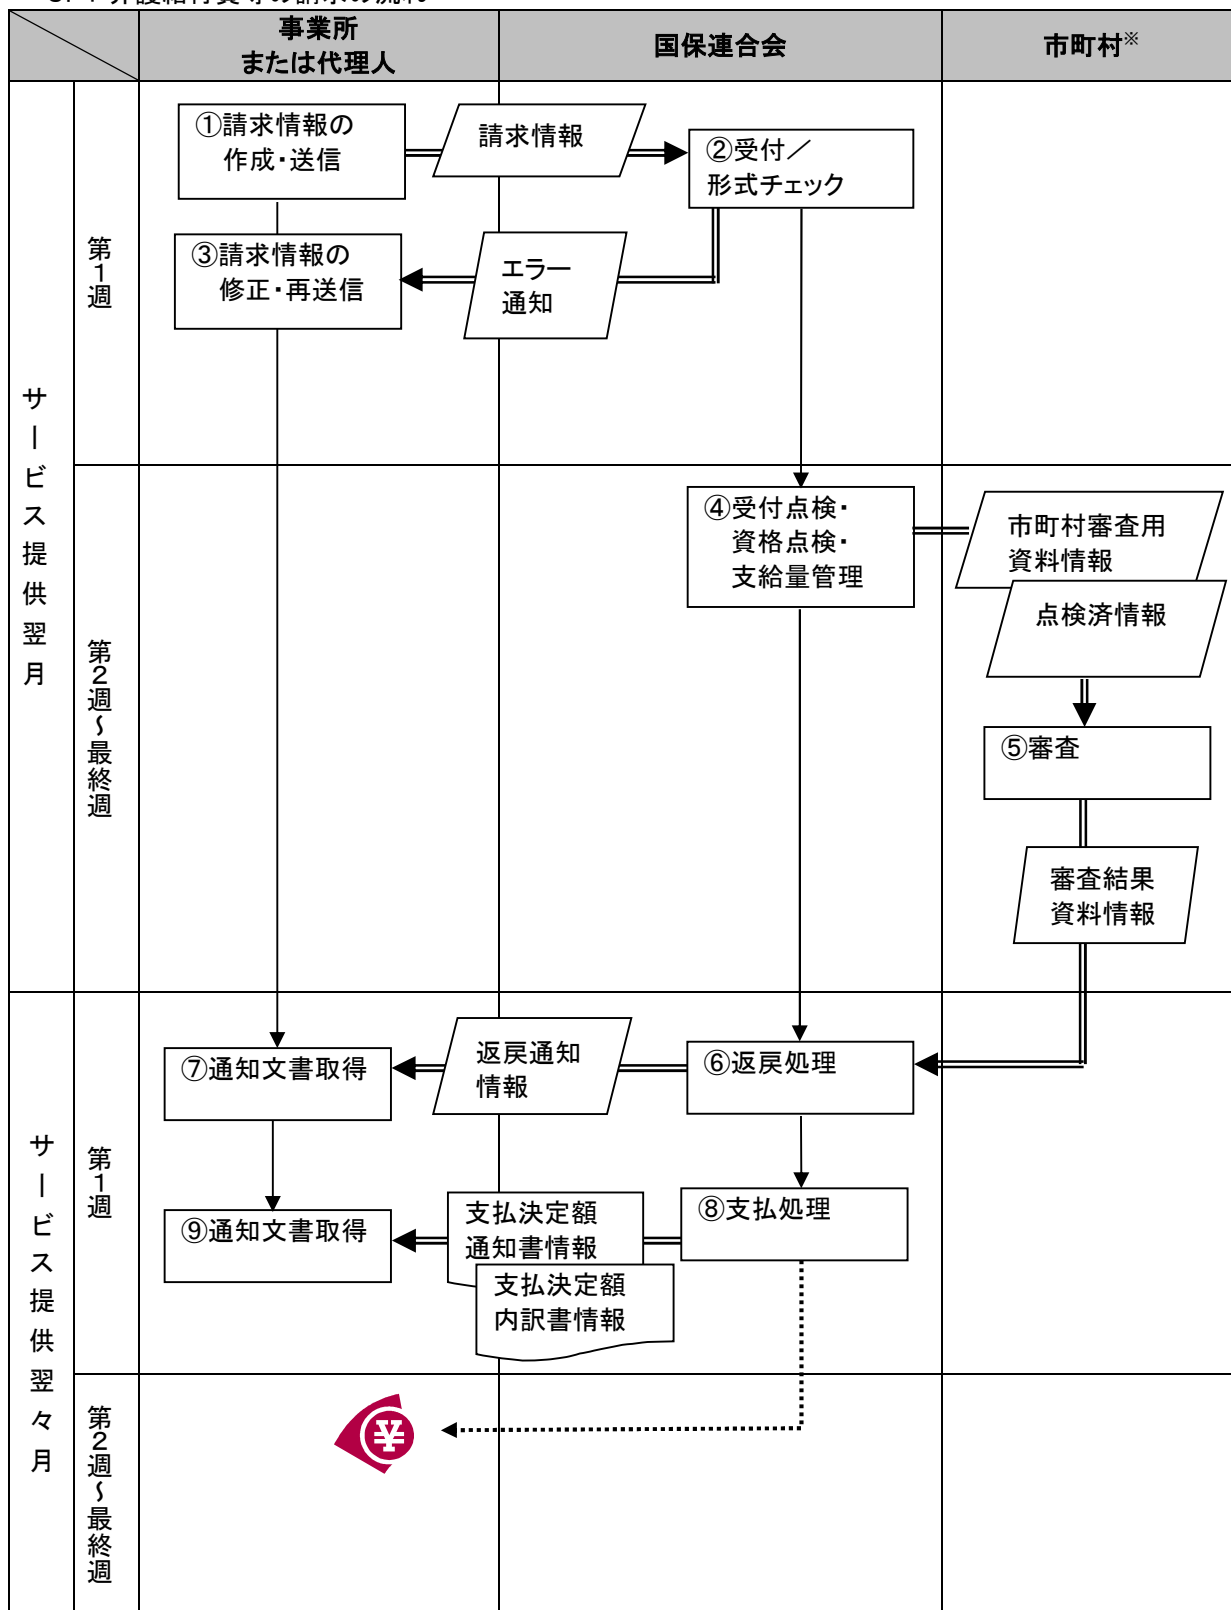 事業所
または代理人
国保連合会
市町村※
サービス提供翌月
第1週
①請求情報の
作成・送信
請求情報
②受付／
形式チェック
③請求情報の
修正・再送信
エラー
通知
第2週～最終週
④受付点検・
資格点検・
支給量管理
市町村審査用
資料情報
点検済情報
⑤審査
審査結果
資料情報
サービス提供翌々月
第1週
⑦通知文書取得
返戻通知
情報
⑥返戻処理
⑨通知文書取得
支払決定額
通知書情報
支払決定額
内訳書情報
⑧支払処理
第2週～最終週
¥